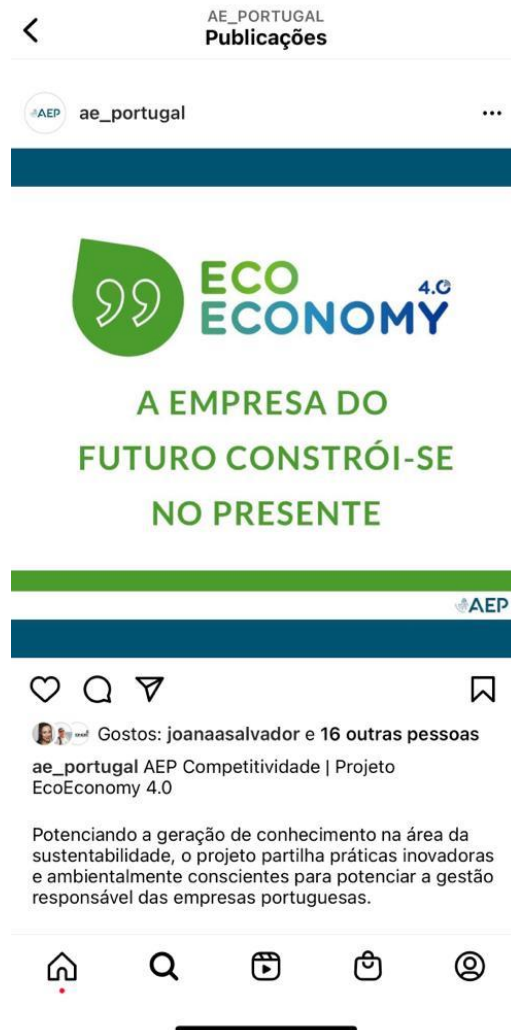 AE_PORTUGAL
Publicações
AEP
ae_portugal
ECO
ECONOMY 4.0
A EMPRESA DO
FUTURO CONSTRÓI-SE
NO PRESENTE
AEP
Gostos: joanaasalvador e 16 outras pessoas
ae_portugal AEP Competitividade | Projeto
EcoEconomy 4.0
Potenciando a geração de conhecimento na área da
sustentabilidade, o projeto partilha práticas inovadoras
e ambientalmente conscientes para potenciar a gestão
responsável das empresas portuguesas.